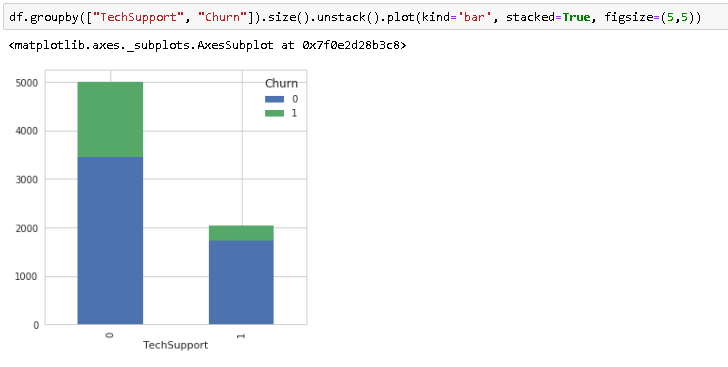 df.groupby(["TechSupport", "Churn"]).size().unstack().plot(kind='bar', stacked=True, figsize=(5,5))
<matplotlib.axes._subplots.AxesSubplot at 0x7f0e2d28b3c8>
Churn
0
1
5000
4000
3000
2000
1000
0
0
1
TechSupport